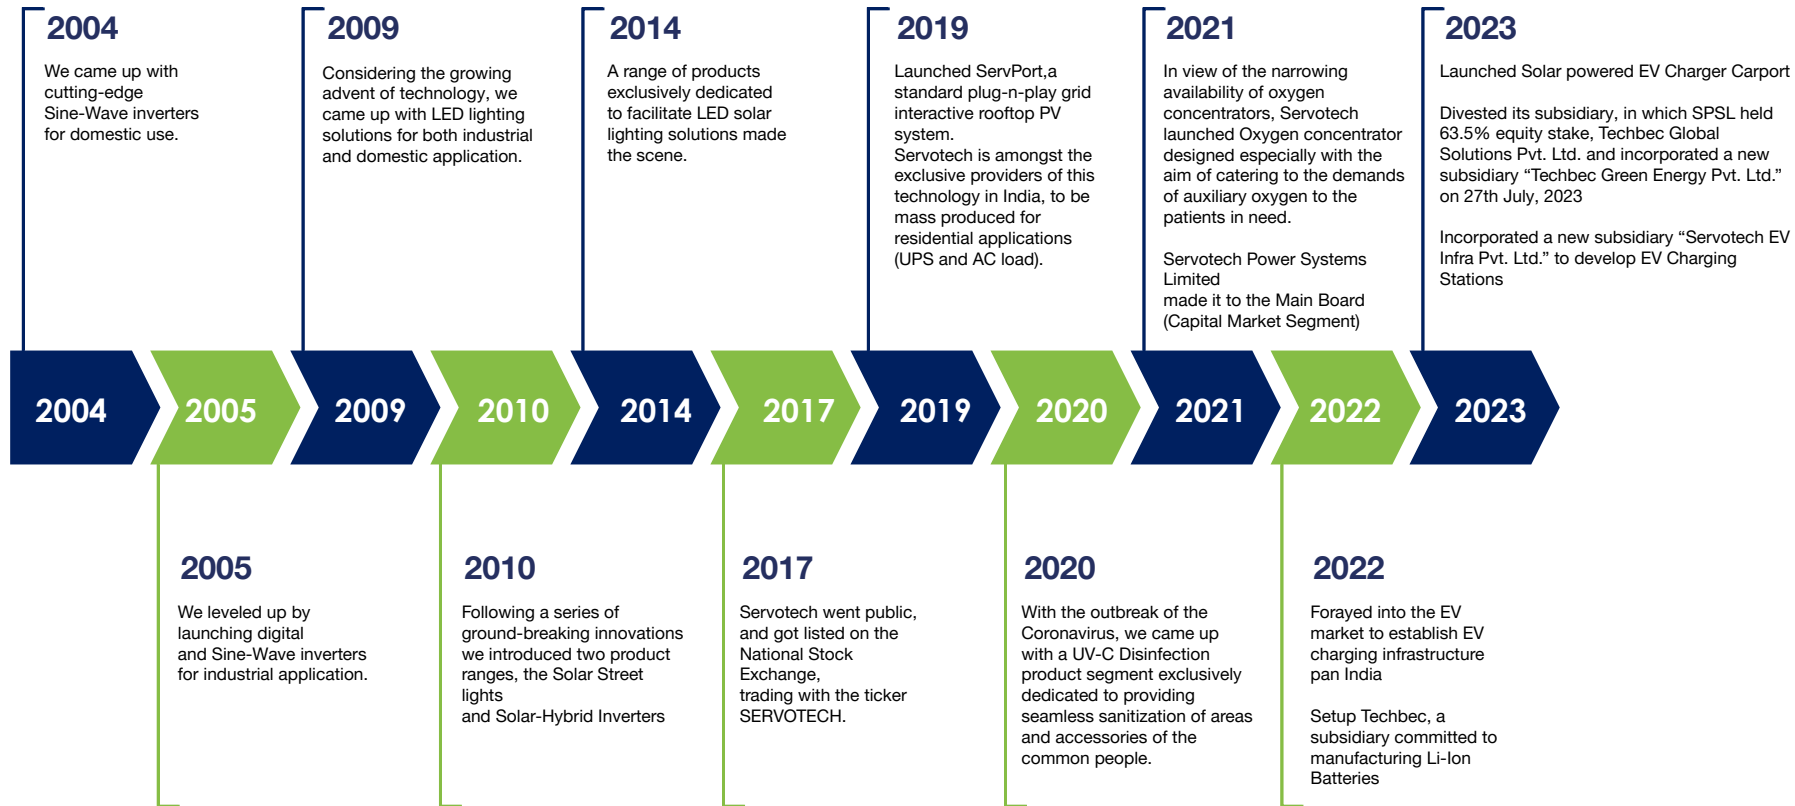 2004
We came up with
cutting-edge
Sine-Wave inverters
for domestic use.
2009
Considering the growing
advent of technology, we
came up with LED lighting
solutions for both industrial
and domestic application.
2014
A range of products
exclusively dedicated
to facilitate LED solar
lighting solutions made
the scene.
2019
Launched ServPort,a
standard plug-n-play grid
interactive rooftop PV
system.
Servotech is amongst the
exclusive providers of this
technology in India, to be
mass produced for
residential applications
(UPS and AC load).
2021
In view of the narrowing
availability of oxygen
concentrators, Servotech
launched Oxygen concentrator
designed especially with the
aim of catering to the demands
of auxiliary oxygen to the
patients in need.
Servotech Power Systems
Limited
made it to the Main Board
(Capital Market Segment)
2023
Launched Solar powered EV Charger Carport
Divested its subsidiary, in which SPSL held
63.5% equity stake, Techbec Global
Solutions Pvt. Ltd. and incorporated a new
subsidiary “Techbec Green Energy Pvt. Ltd.”
on 27th July, 2023
Incorporated a new subsidiary “Servotech EV
Infra Pvt. Ltd.” to develop EV Charging
Stations
2004
2005
2009
2010
2014
2017
2019
2020
2021
2022
2023
2005
We leveled up by
launching digital
and Sine-Wave inverters
for industrial application.
2010
Following a series of
ground-breaking innovations
we introduced two product
ranges, the Solar Street
lights
and Solar-Hybrid Inverters
2017
Servotech went public,
and got listed on the
National Stock
Exchange,
trading with the ticker
SERVOTECH.
2020
With the outbreak of the
Coronavirus, we came up
with a UV-C Disinfection
product segment exclusively
dedicated to providing
seamless sanitization of areas
and accessories of the
common people.
2022
Forayed into the EV
market to establish EV
charging infrastructure
pan India
Setup Techbec, a
subsidiary committed to
manufacturing Li-Ion
Batteries